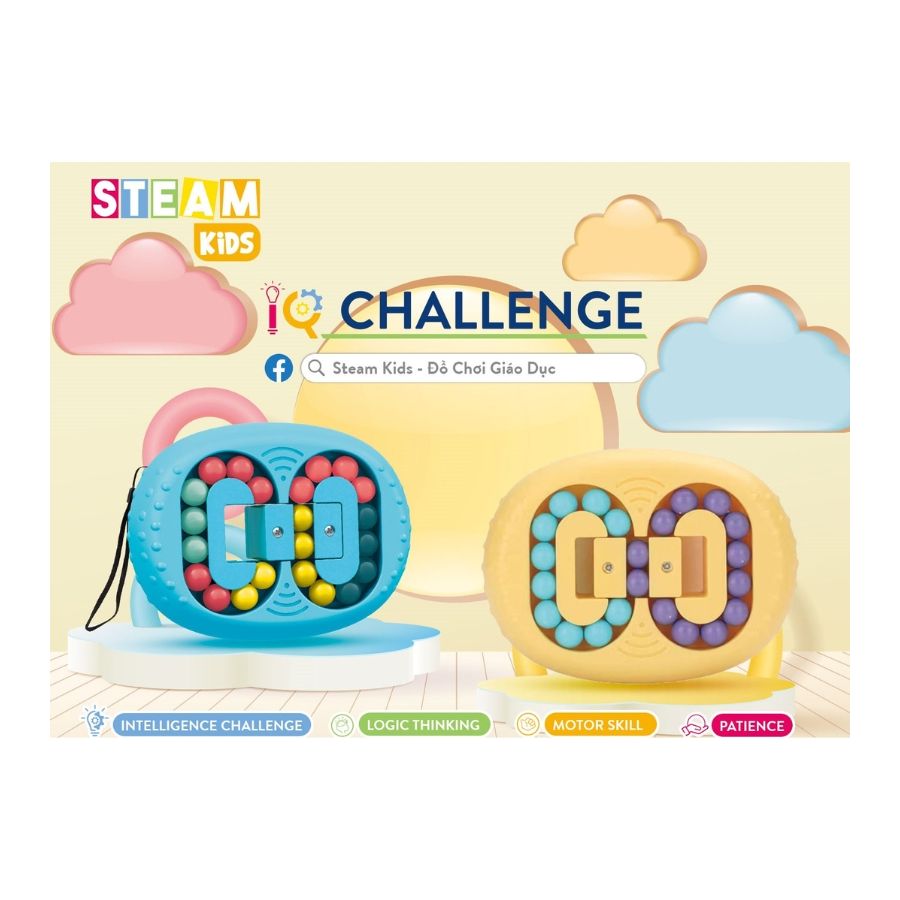 STEAM
KiDS
iQ CHALLENGE
Steam Kids - Đồ Chơi Giáo Dục
INTELLIGENCE CHALLENGE
LOGIC THINKING
MOTOR SKILL
PATIENCE